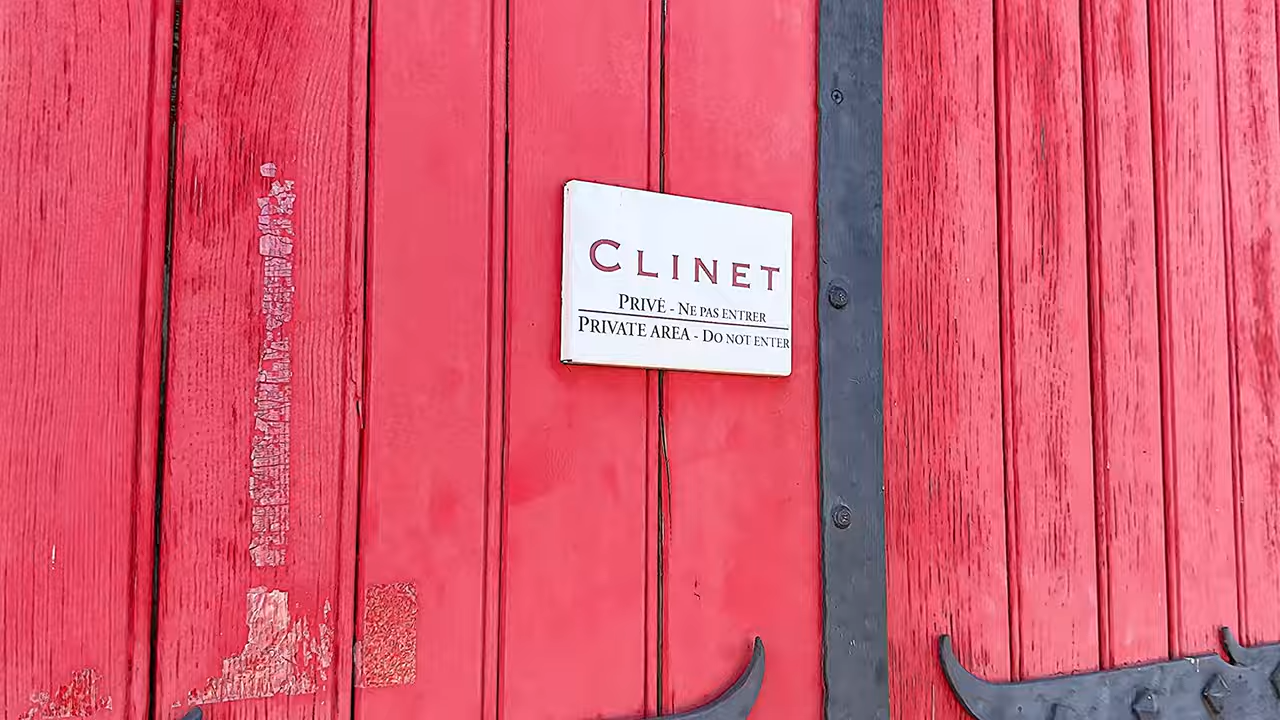 CLINET
PRIVÉ - NE PAS ENTRER
PRIVATE AREA - DO NOT ENTER